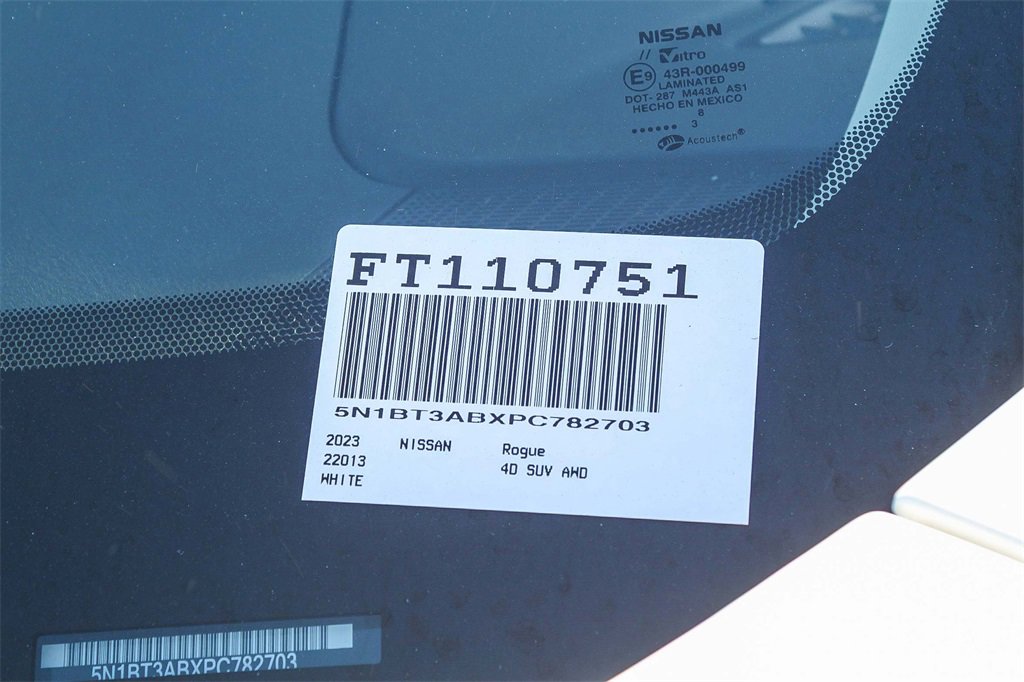 NISSAN
// Vitro
E9 43R-000499
LAMINATED
DOT-287 M443A AS1
HECHO EN MEXICO
8
•••••• 3
Acoustech®
FT110751
5N1BT3ABXPC782703
2023 NISSAN Rogue
22013 4D SUV AWD
WHITE
5N1BT3ABXPC782703